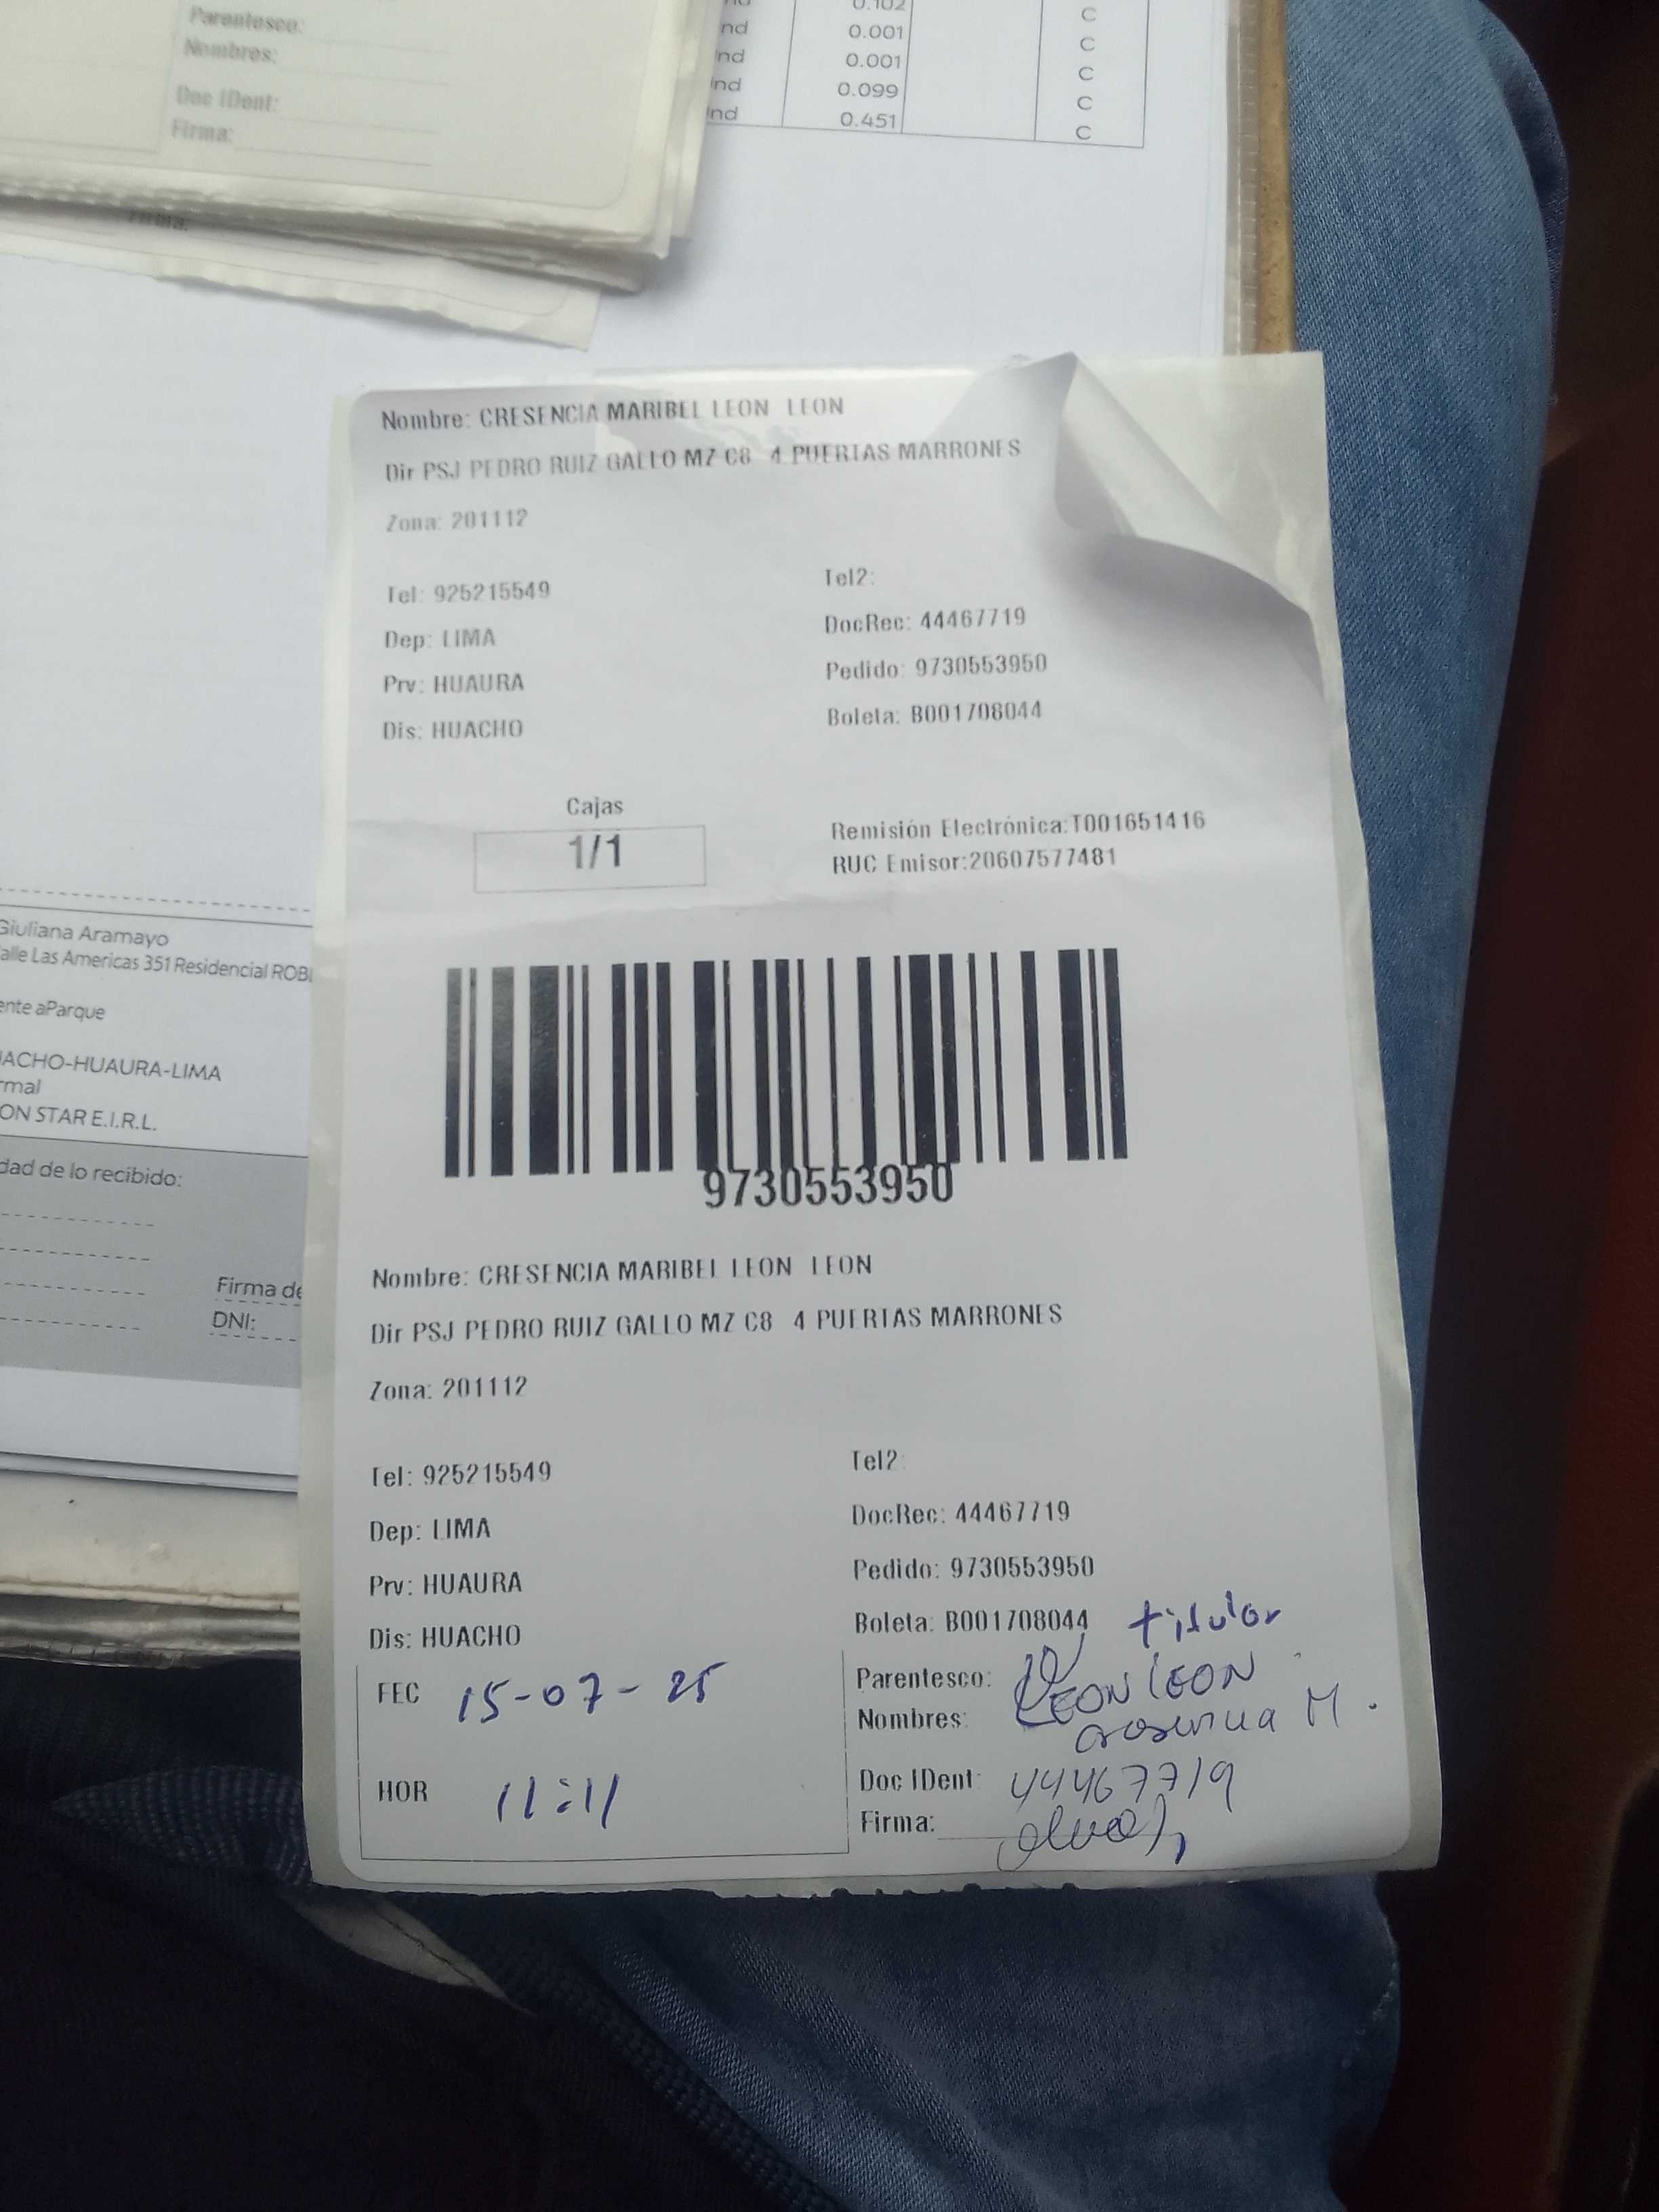 Parentesco:
Nombres:
Doc IDent:
Firma:
0.102 C
nd 0.001 C
nd 0.001 C
nd 0.099 C
nd 0.451 C
Firma:
Nombre: CRESENCIA MARIBEL LEON LEON
Dir PSJ PEDRO RUIZ GALLO MZ C8 4 PUERTAS MARRONES
Zona: 201112
Tel: 925215549
Tel2:
Dep: LIMA
DocRec: 44467719
Prv: HUAURA
Pedido: 9730553950
Dis: HUACHO
Boleta: B001708044
Cajas
1/1
Remisión Electrónica:T001651416
RUC Emisor:20607577481
Giuliana Aramayo
alle Las Americas 351 Residencial ROB
ente aParque
ACHO-HUAURA-LIMA
rmal
ON STAR E.I.R.L.
dad de lo recibido:
Firma de
DNI:
9730553950
Nombre: CRESENCIA MARIBEL LEON LEON
Dir PSJ PEDRO RUIZ GALLO MZ C8 4 PUERTAS MARRONES
Zona: 201112
Tel: 925215549
Tel2:
Dep: LIMA
DocRec: 44467719
Prv: HUAURA
Pedido: 9730553950
Dis: HUACHO
Boleta: B001708044
titular
FEC 15-07-25
Parentesco:
Nombres: LEON LEON
M.
HOR 11:11
Doc IDent: 44467719
Firma: